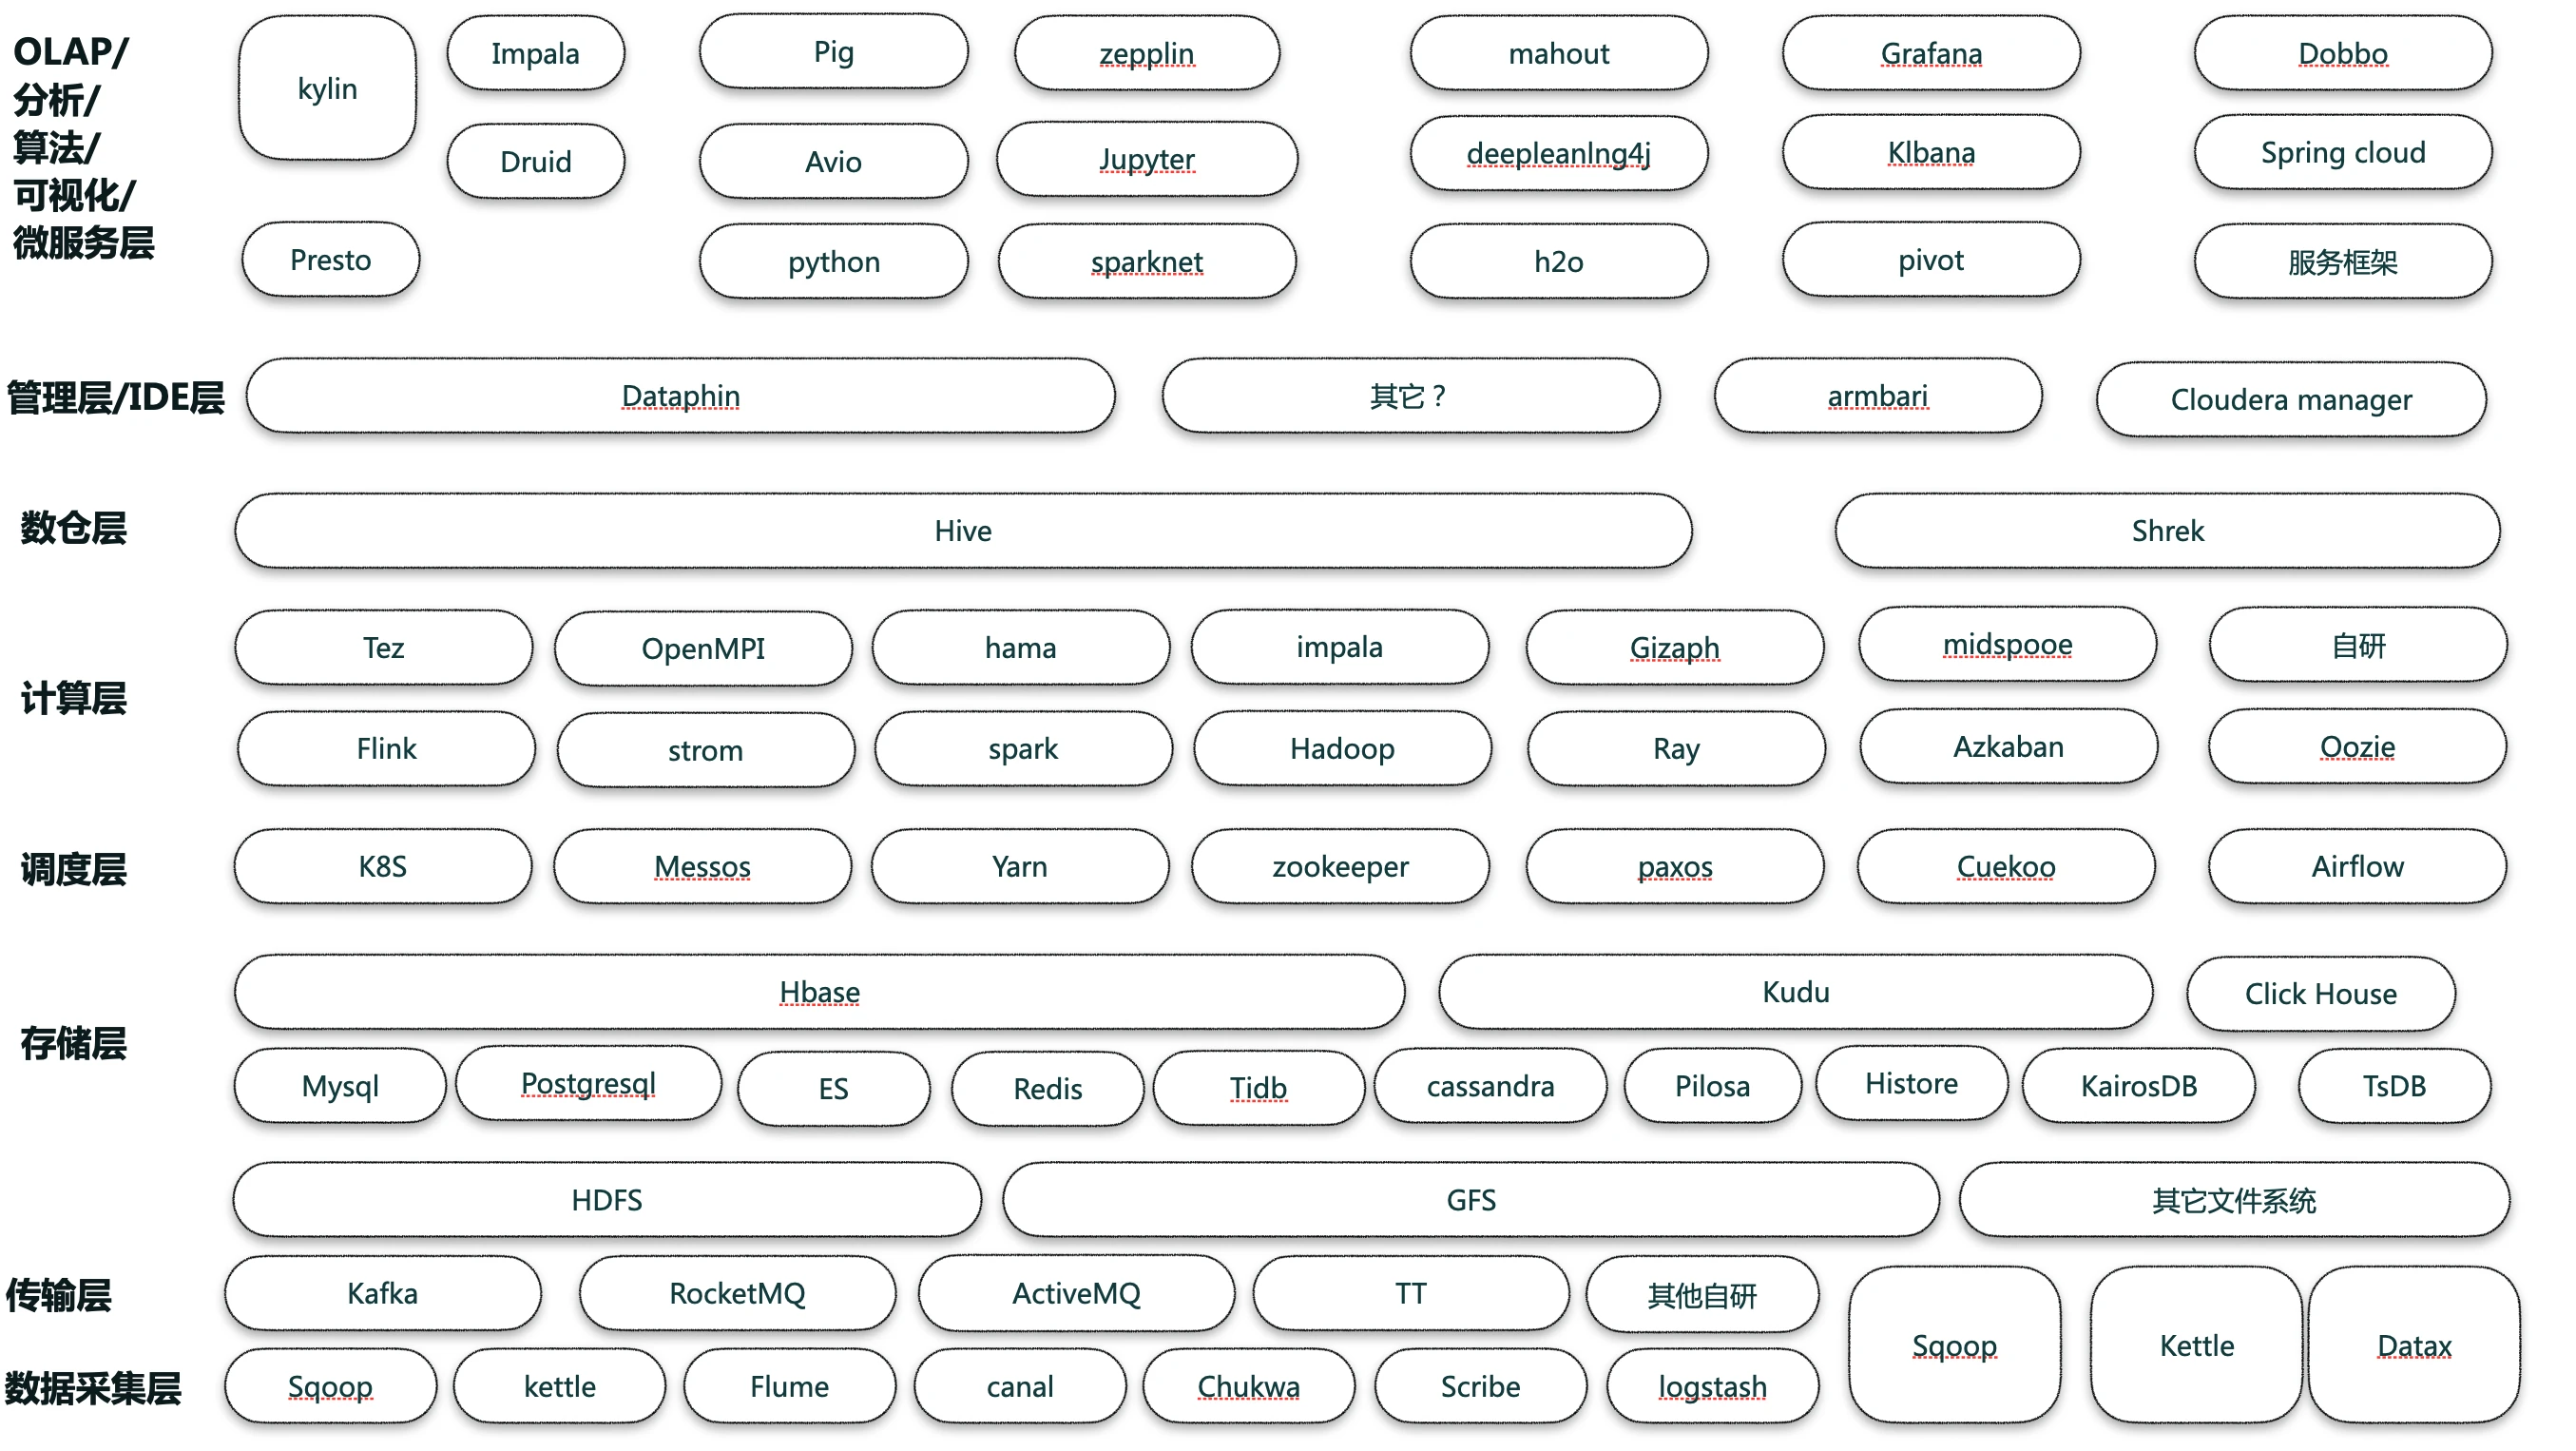 OLAP/
分析/
算法/
可视化/
微服务层
kylin
Impala
Pig
zepplin
mahout
Grafana
Dobbo
Druid
Avio
Jupyter
deepleanlng4j
Klbana
Spring cloud
Presto
python
sparknet
h2o
pivot
服务框架
管理层/IDE层
Dataphin
其它？
armbari
Cloudera manager
数仓层
Hive
Shrek
计算层
Tez
OpenMPI
hama
impala
Gizaph
midspooe
自研
Flink
strom
spark
Hadoop
Ray
Azkaban
Oozie
调度层
K8S
Messos
Yarn
zookeeper
paxos
Cuekoo
Airflow
存储层
Hbase
Kudu
Click House
Mysql
Postgresql
ES
Redis
Tidb
cassandra
Pilosa
Histore
KairosDB
TsDB
HDFS
GFS
其它文件系统
传输层
Kafka
RocketMQ
ActiveMQ
TT
其他自研
Sqoop
Kettle
Datax
数据采集层
Sqoop
kettle
Flume
canal
Chukwa
Scribe
logstash